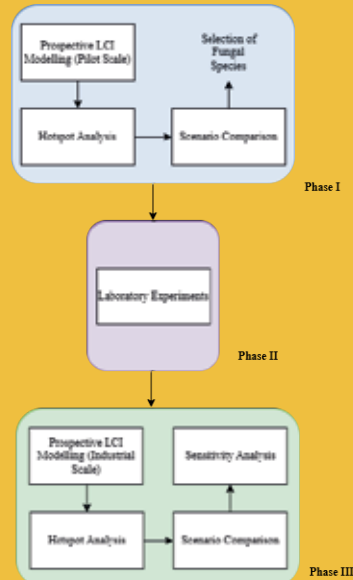 Prospective LCI
Modelling (Pilot Scale)
Selection of
Fungal
Species
Hotspot Analysis
Scenario Comparison
Phase I
Laboratory Experiments
Phase II
Prospective LCI
Modelling (Industrial
Scale)
Sensitivity Analysis
Hotspot Analysis
Scenario Comparison
Phase III